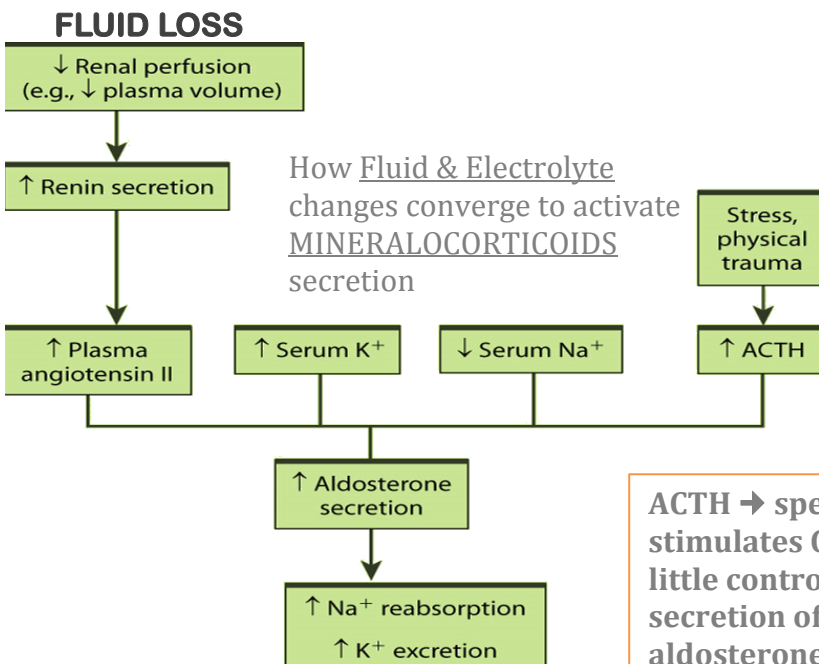 FLUID LOSS
↓ Renal perfusion
(e.g., ↓ plasma volume)
↑ Renin secretion
How Fluid & Electrolyte
changes converge to activate
MINERALOCORTICOIDS
secretion
Stress,
physical
trauma
↑ Plasma
angiotensin II
↑ Serum K⁺
↓ Serum Na⁺
↑ ACTH
↑ Aldosterone
secretion
↑ Na⁺ reabsorption
↑ K⁺ excretion
ACTH ➔
stimulates
little
secretion
aldosterone